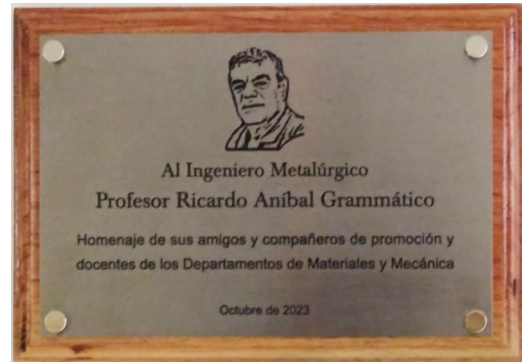 Al Ingeniero Metalúrgico
Profesor Ricardo Aníbal Grammático
Homenaje de sus amigos y compañeros de promoción y
docentes de los Departamentos de Materiales y Mecánica
Octubre de 2023